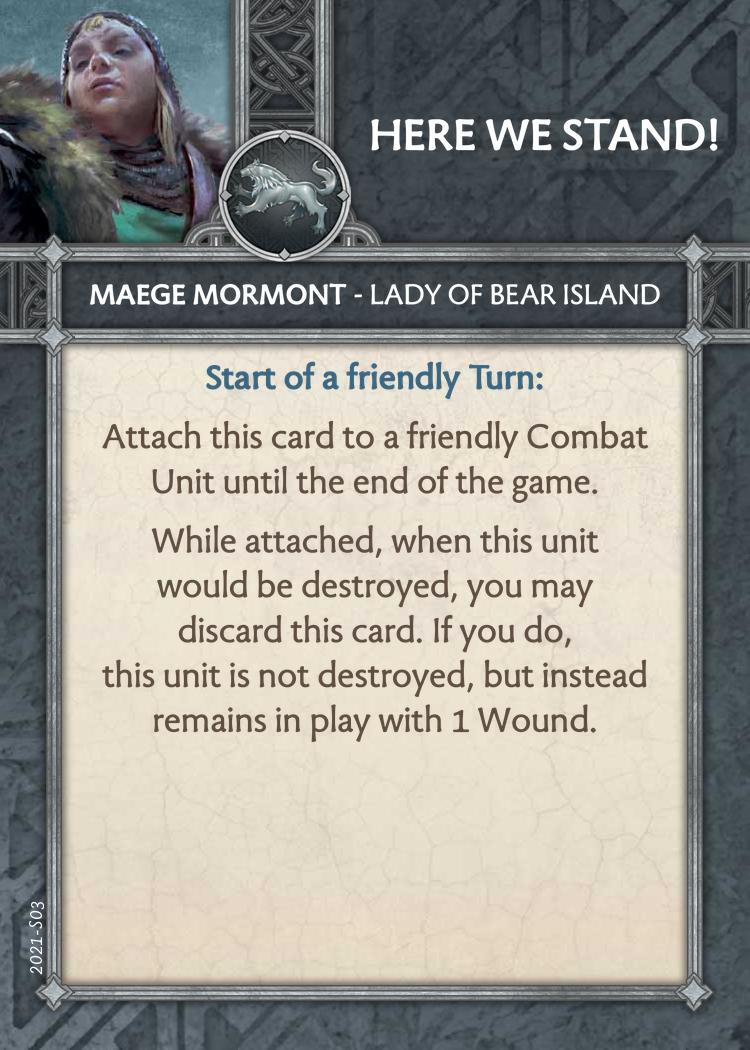 HERE WE STAND!
MAEGE MORMONT - LADY OF BEAR ISLAND
Start of a friendly Turn:
Attach this card to a friendly Combat
Unit until the end of the game.
While attached, when this unit
would be destroyed, you may
discard this card. If you do,
this unit is not destroyed, but instead
remains in play with 1 Wound.
2021-S03